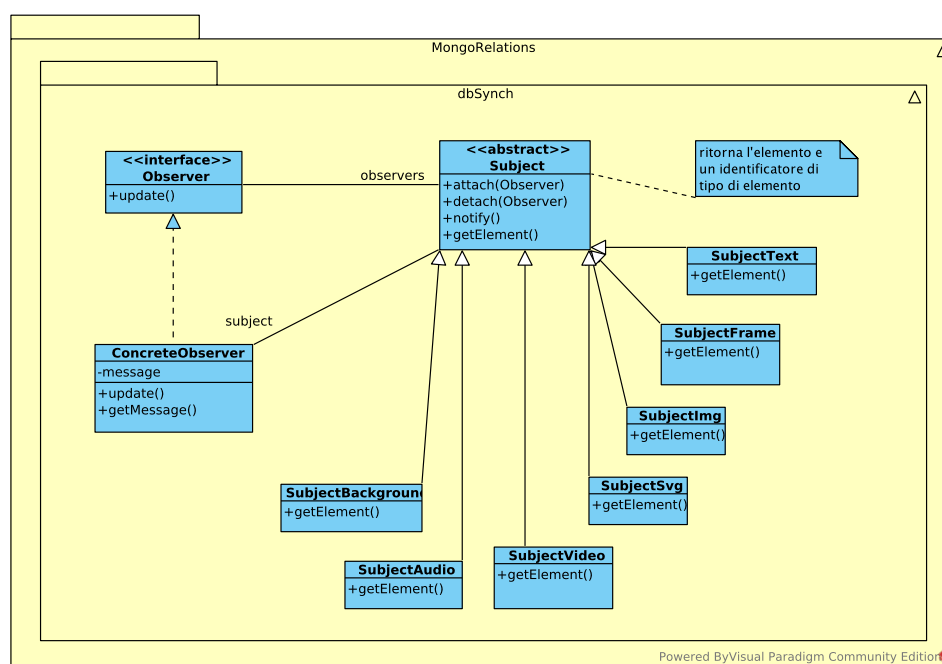 MongoRelations
dbSynch
<<interface>>
Observer
+update()
observers
<<abstract>>
Subject
+attach(Observer)
+detach(Observer)
+notify()
+getElement()
ritorna l'elemento e
un identificatore di
tipo di elemento
SubjectText
+getElement()
subject
SubjectFrame
+getElement()
ConcreteObserver
-message
+update()
+getMessage()
SubjectImg
+getElement()
SubjectSvg
+getElement()
SubjectBackground
+getElement()
SubjectVideo
+getElement()
SubjectAudio
+getElement()
Powered ByVisual Paradigm Community Edition